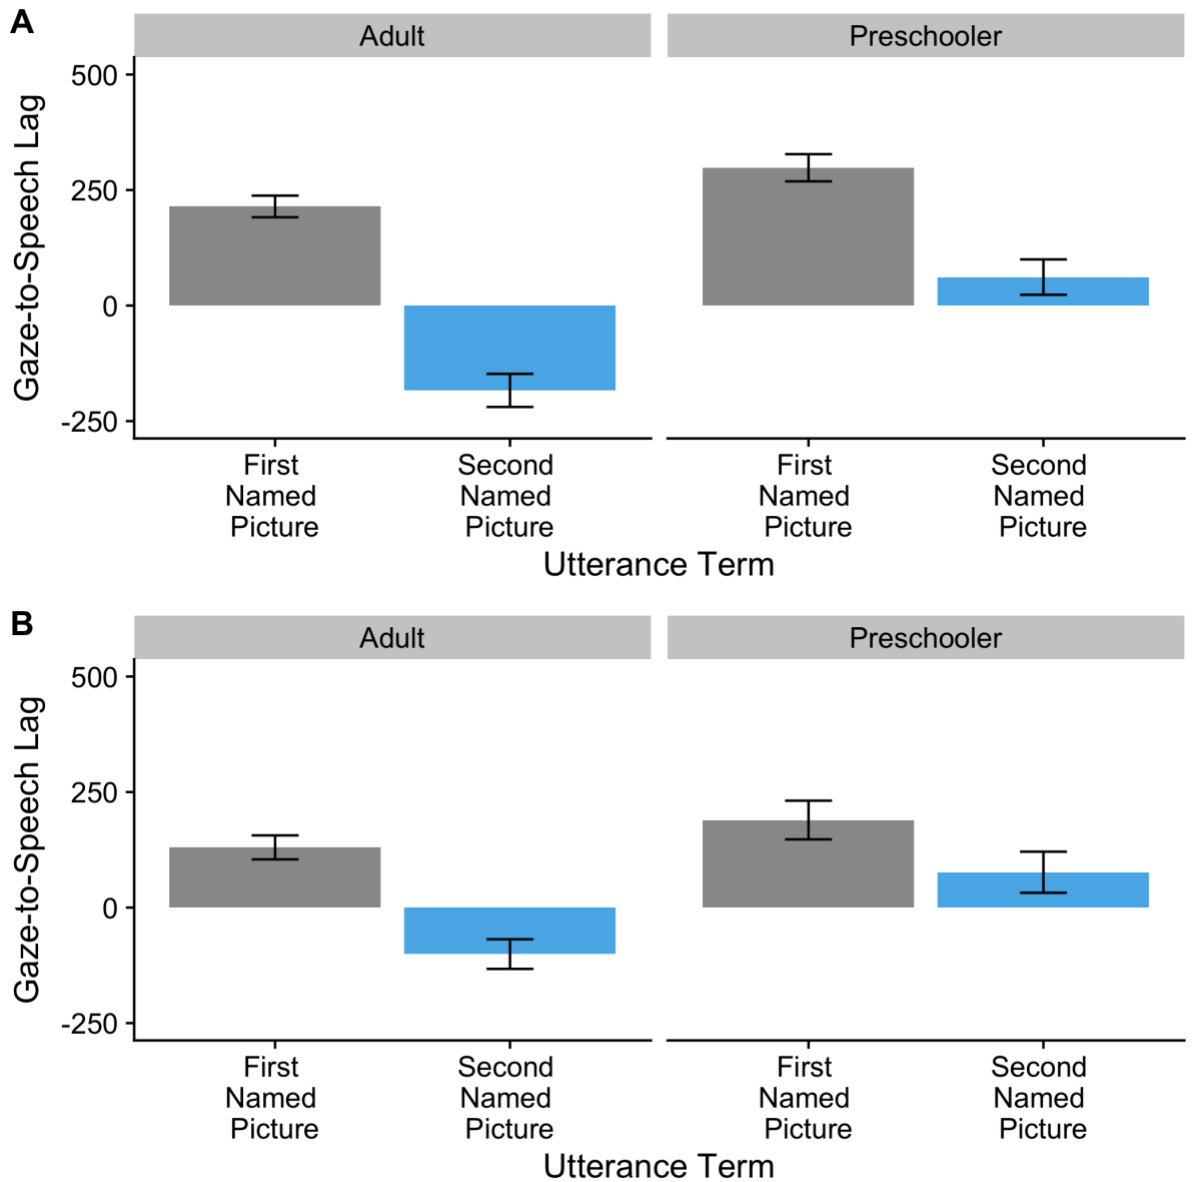 A
Adult
Preschooler
500
250
0
-250
Gaze-to-Speech Lag
First
Named
Picture
Second
Named
Picture
First
Named
Picture
Second
Named
Picture
Utterance Term
B
Adult
Preschooler
500
250
0
-250
Gaze-to-Speech Lag
First
Named
Picture
Second
Named
Picture
First
Named
Picture
Second
Named
Picture
Utterance Term